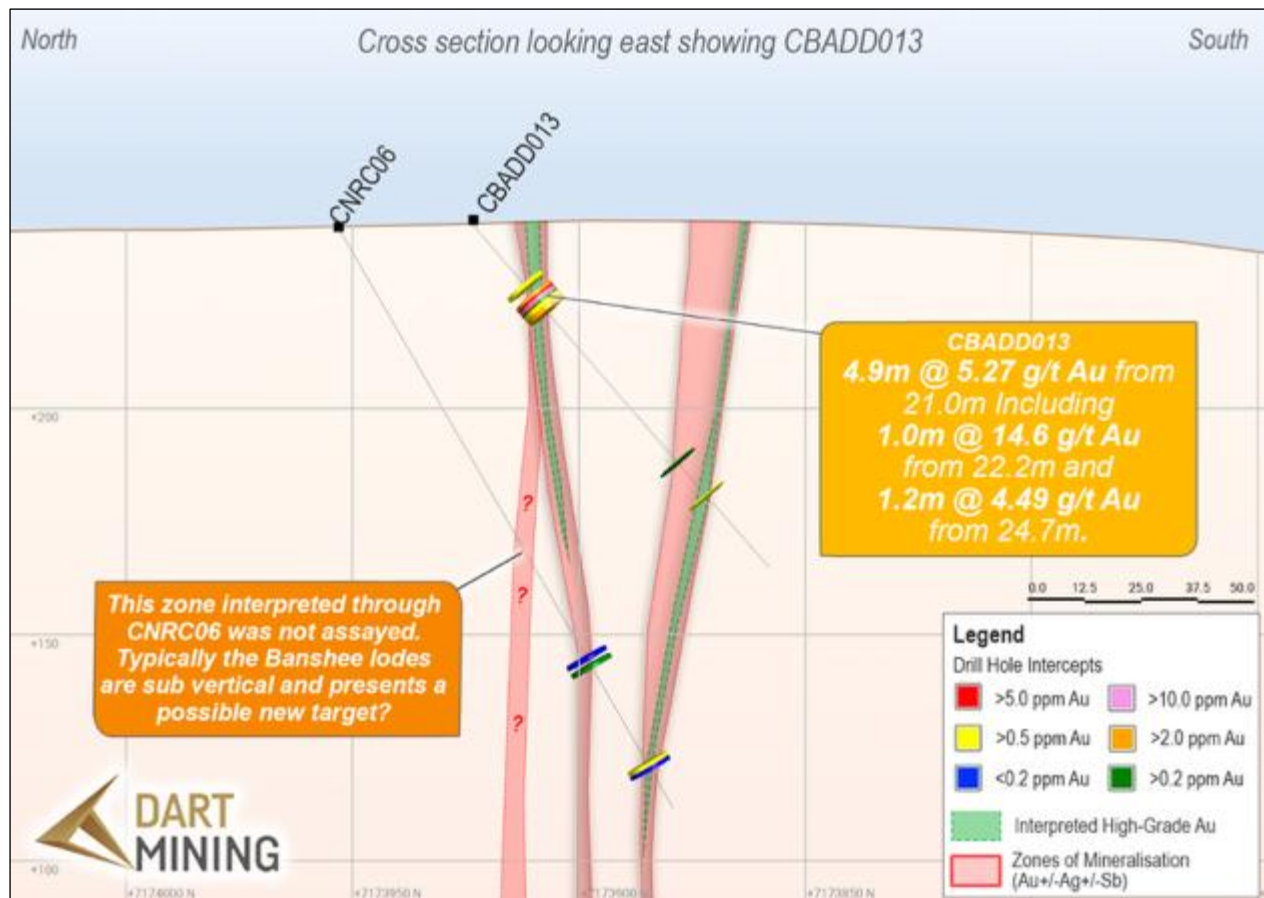 North
Cross section looking east showing CBADD013
South
CNRC06
CBADD013
CBADD013
4.9m @ 5.27 g/t Au from
21.0m Including
1.0m @ 14.6 g/t Au
from 22.2m and
1.2m @ 4.49 g/t Au
from 24.7m.
+200
?
?
?
This zone interpreted through
CNRC06 was not assayed.
Typically the Banshee lodes
are sub vertical and presents a
possible new target?
0.0 12.5 25.0 37.5 50.0
+150
Legend
Drill Hole Intercepts
>5.0 ppm Au >10.0 ppm Au
>0.5 ppm Au >2.0 ppm Au
<0.2 ppm Au >0.2 ppm Au
Interpreted High-Grade Au
Zones of Mineralisation
(Au+/-Ag+/-Sb)
DART
MINING
+100
+7174000 N +7173950 N +7173900 N +7173850 N